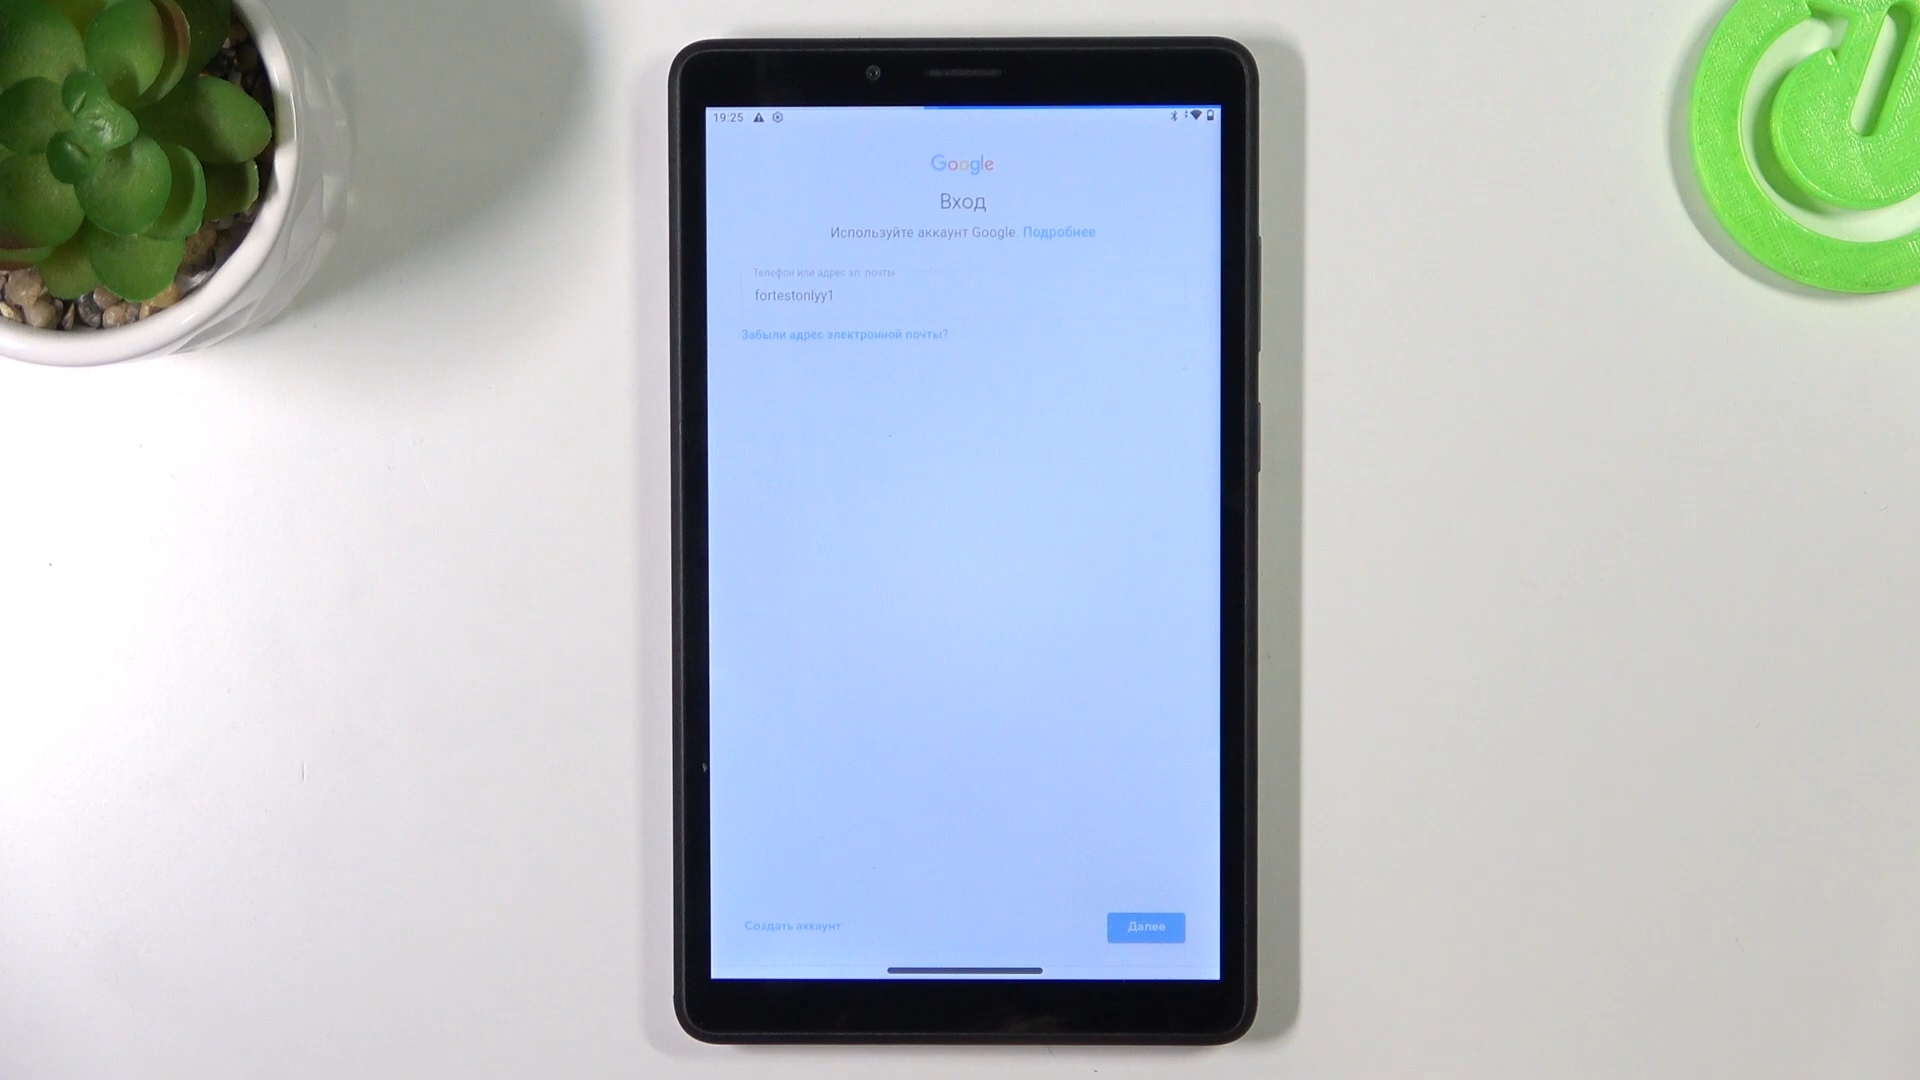 19:25
Google
Вход
Используйте аккаунт Google. Подробнее
Телефон или адрес эл. почты
fortestonlyy1
Забыли адрес электронной почты?
Создать аккаунт
Далее